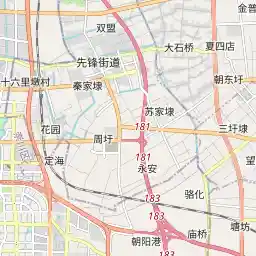 金普
双盟
夏四店
大石桥
先锋街道
朝东圩
十六里墩村
秦家埭
苏家埭
花园
181
三圩埭
周圩
定海
181
永安
骆化
183
183
塘坊
183
朝阳港
庙桥
望